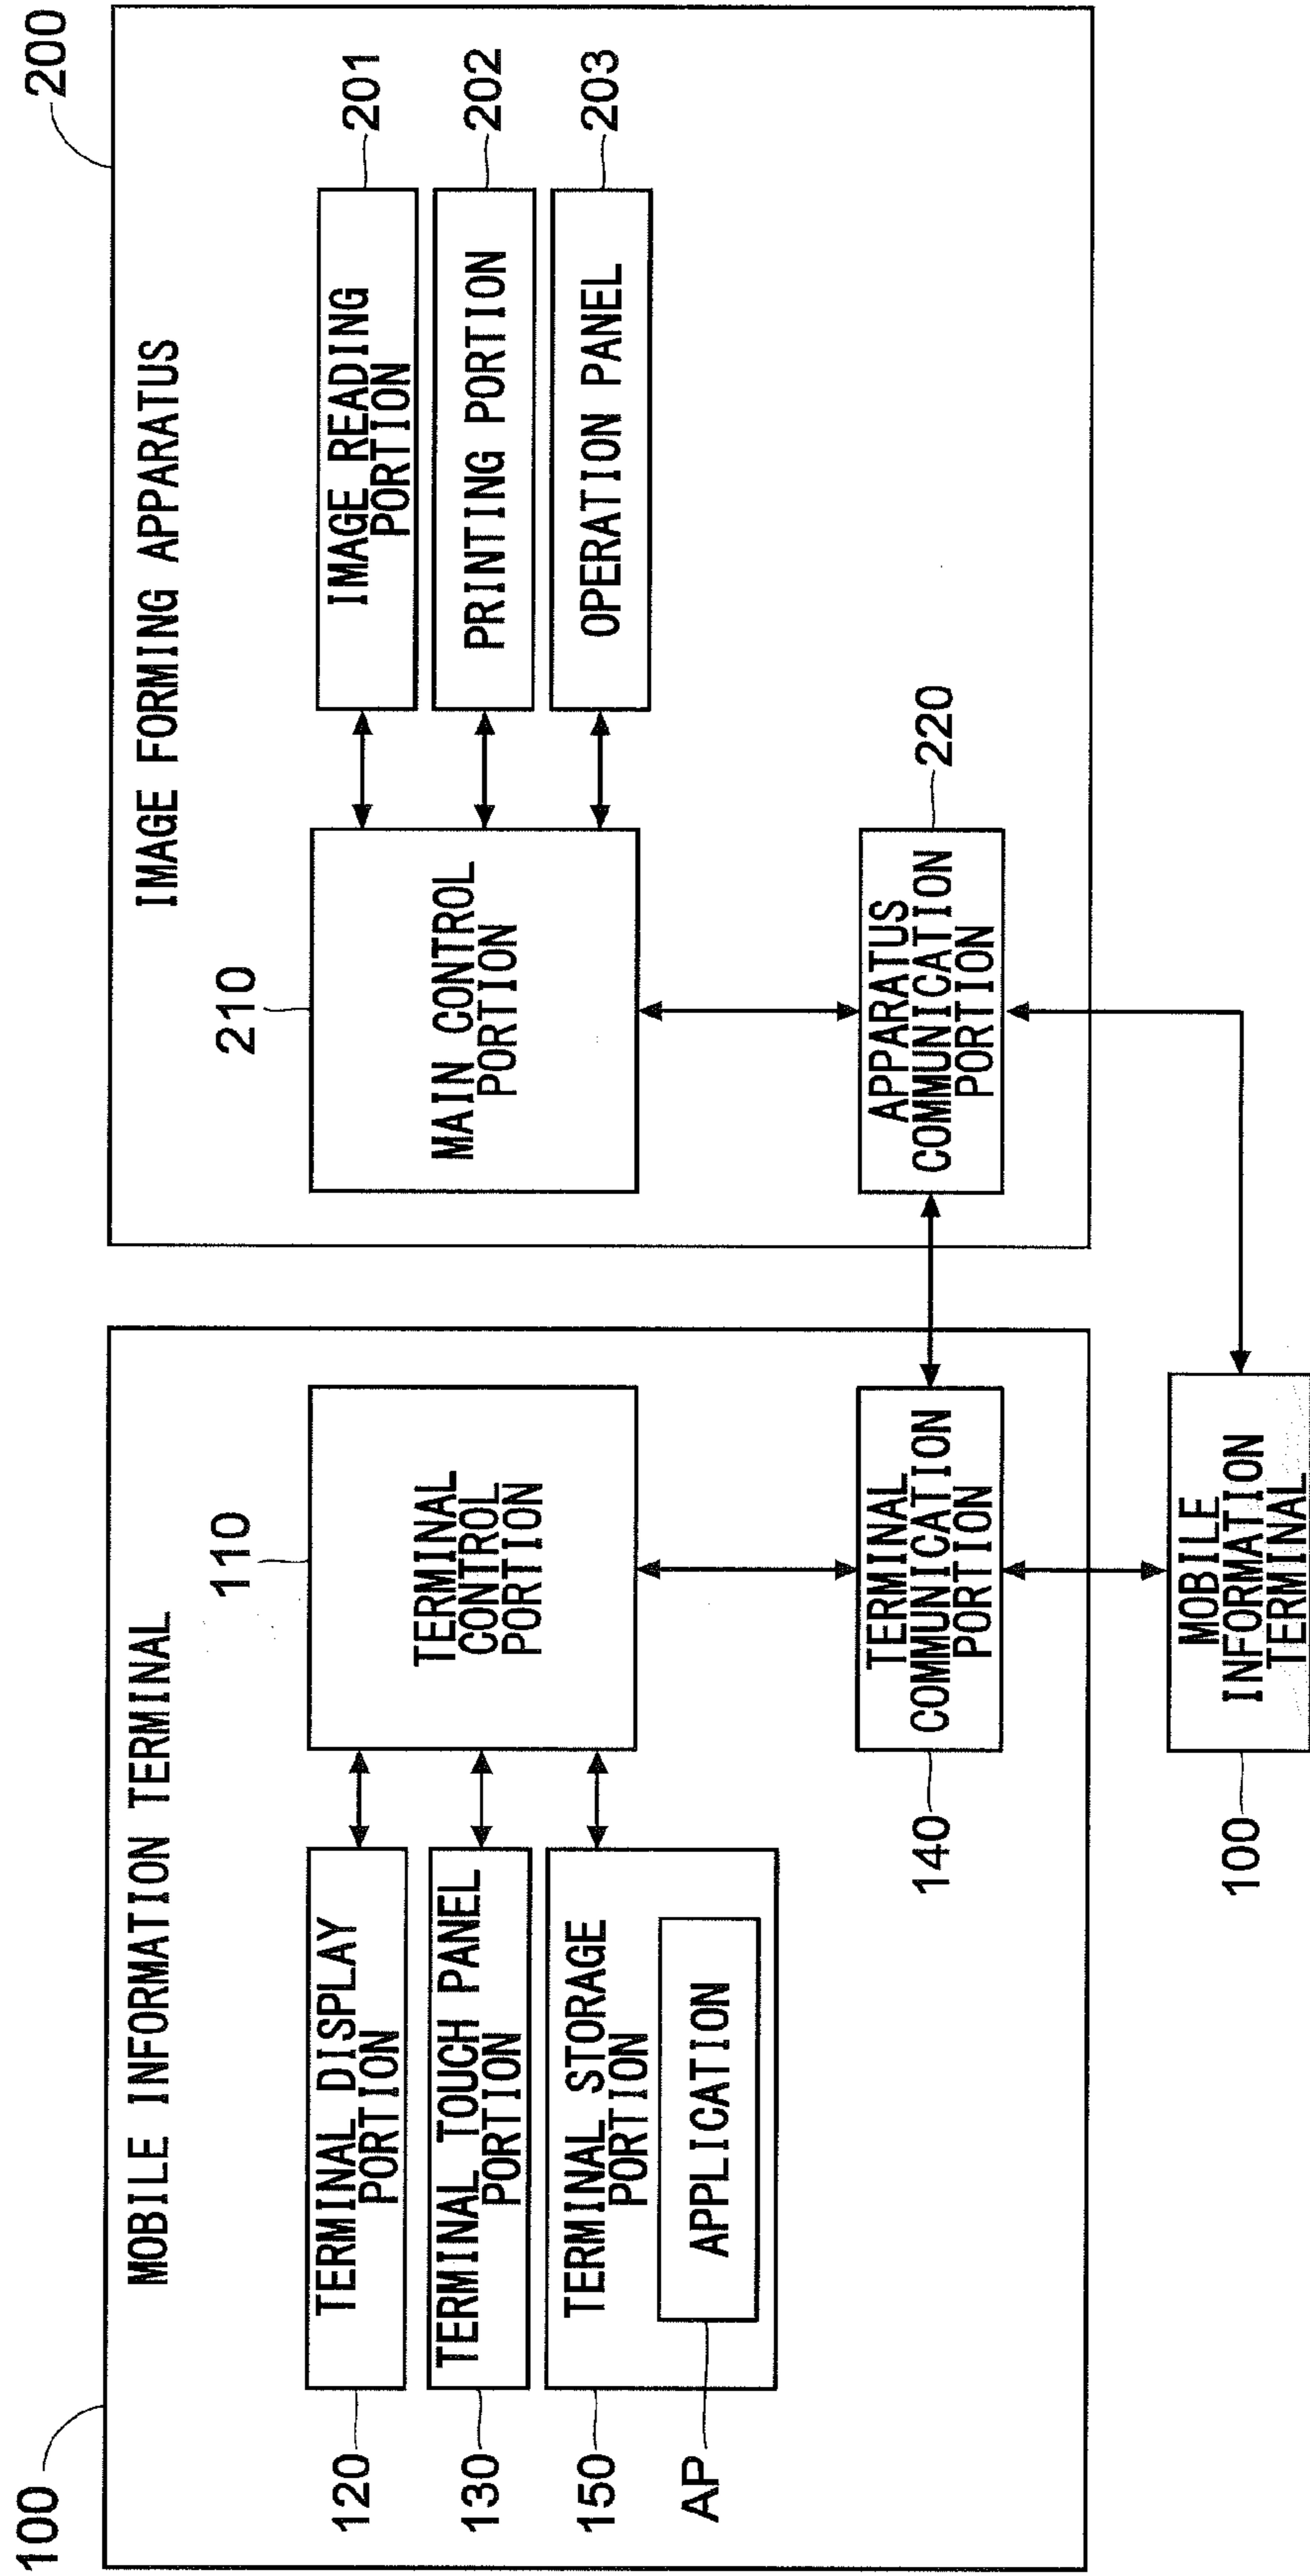 100
MOBILE INFORMATION TERMINAL
120
TERMINAL DISPLAY
PORTION
130
TERMINAL TOUCH PANEL
PORTION
150
TERMINAL STORAGE
PORTION
AP
APPLICATION
110
TERMINAL
CONTROL
PORTION
140
TERMINAL
COMMUNICATION
PORTION
100
MOBILE
INFORMATION
TERMINAL
200
IMAGE FORMING APPARATUS
210
MAIN CONTROL
PORTION
IMAGE READING
PORTION
201
PRINTING PORTION
202
OPERATION PANEL
203
APPARATUS
COMMUNICATION
PORTION
220